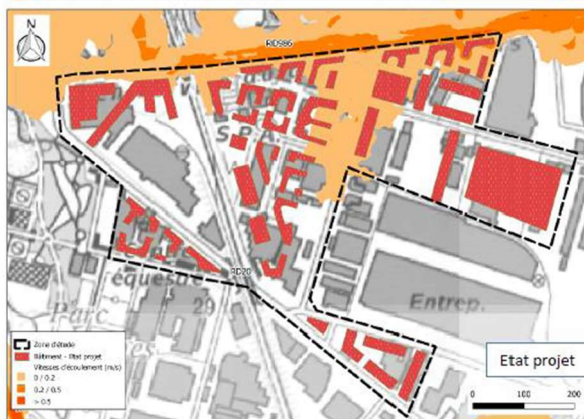 N
RD986
S
V
S P
RD20
équestre
29
Parc
Entrep.
Zone d'étude
Bâtiment - Etat projet
Vitesses d'écoulement (m/s)
0 / 0.2
0.2 / 0.5
> 0.5
Etat projet
0 100 200